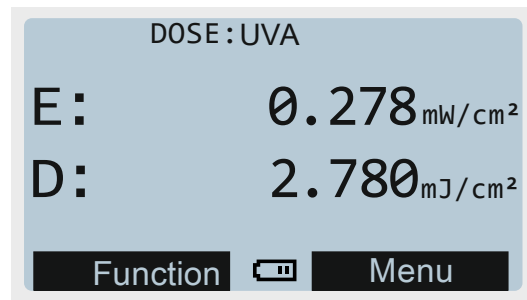 DOSE:UVA
E: 0.278mW/cm²
D: 2.780mJ/cm²
Function Menu